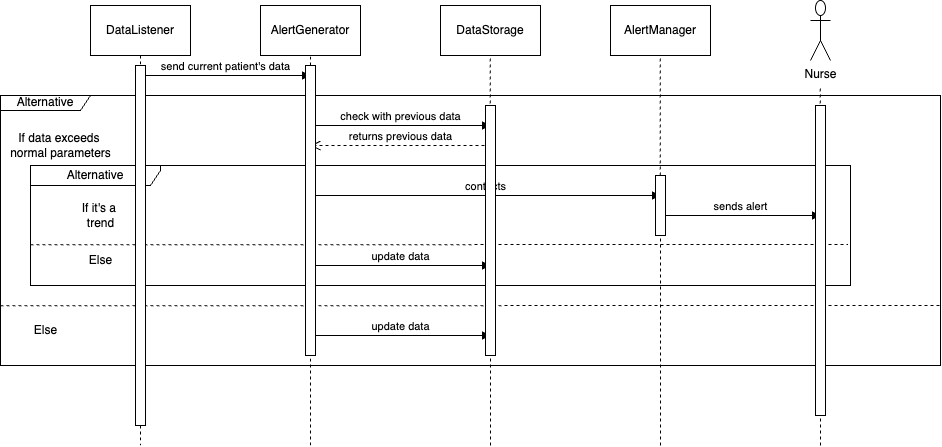 DataListener
AlertGenerator
DataStorage
AlertManager
Nurse
send current patient's data
Alternative
check with previous data
If data exceeds
normal parameters
returns previous data
Alternative
contacts
If it's a
trend
sends alert
Else
update data
Else
update data